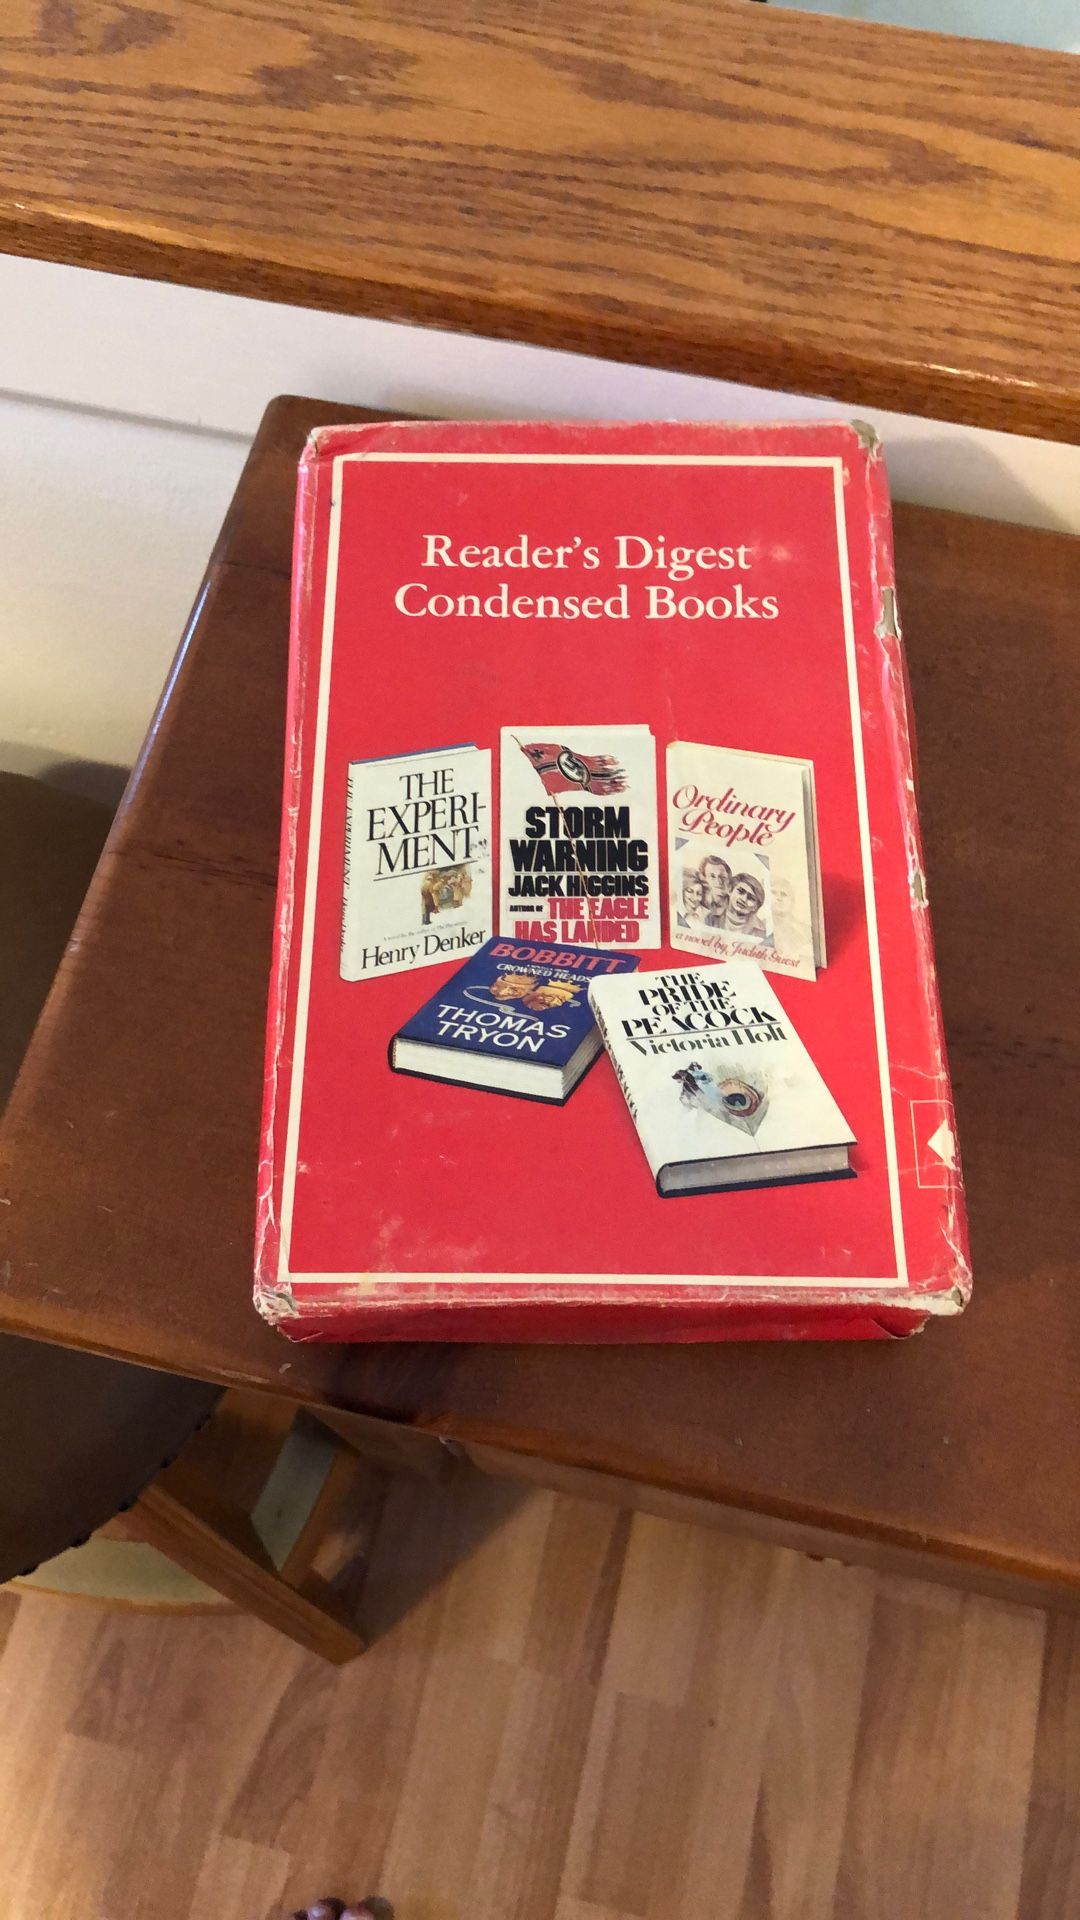 Reader's Digest
Condensed Books
THE
EXPERI-
MENT
Henry Denker
STORM
WARNING
JACK HIGGINS
AUTHOR OF THE EAGLE
HAS LANDED
Ordinary
People
a novel by Judith Guest
BOBBITT
CROWNED HEADS
THOMAS
TRYON
THE
PRIDE
OF THE
PEACOCK
Victoria Holt